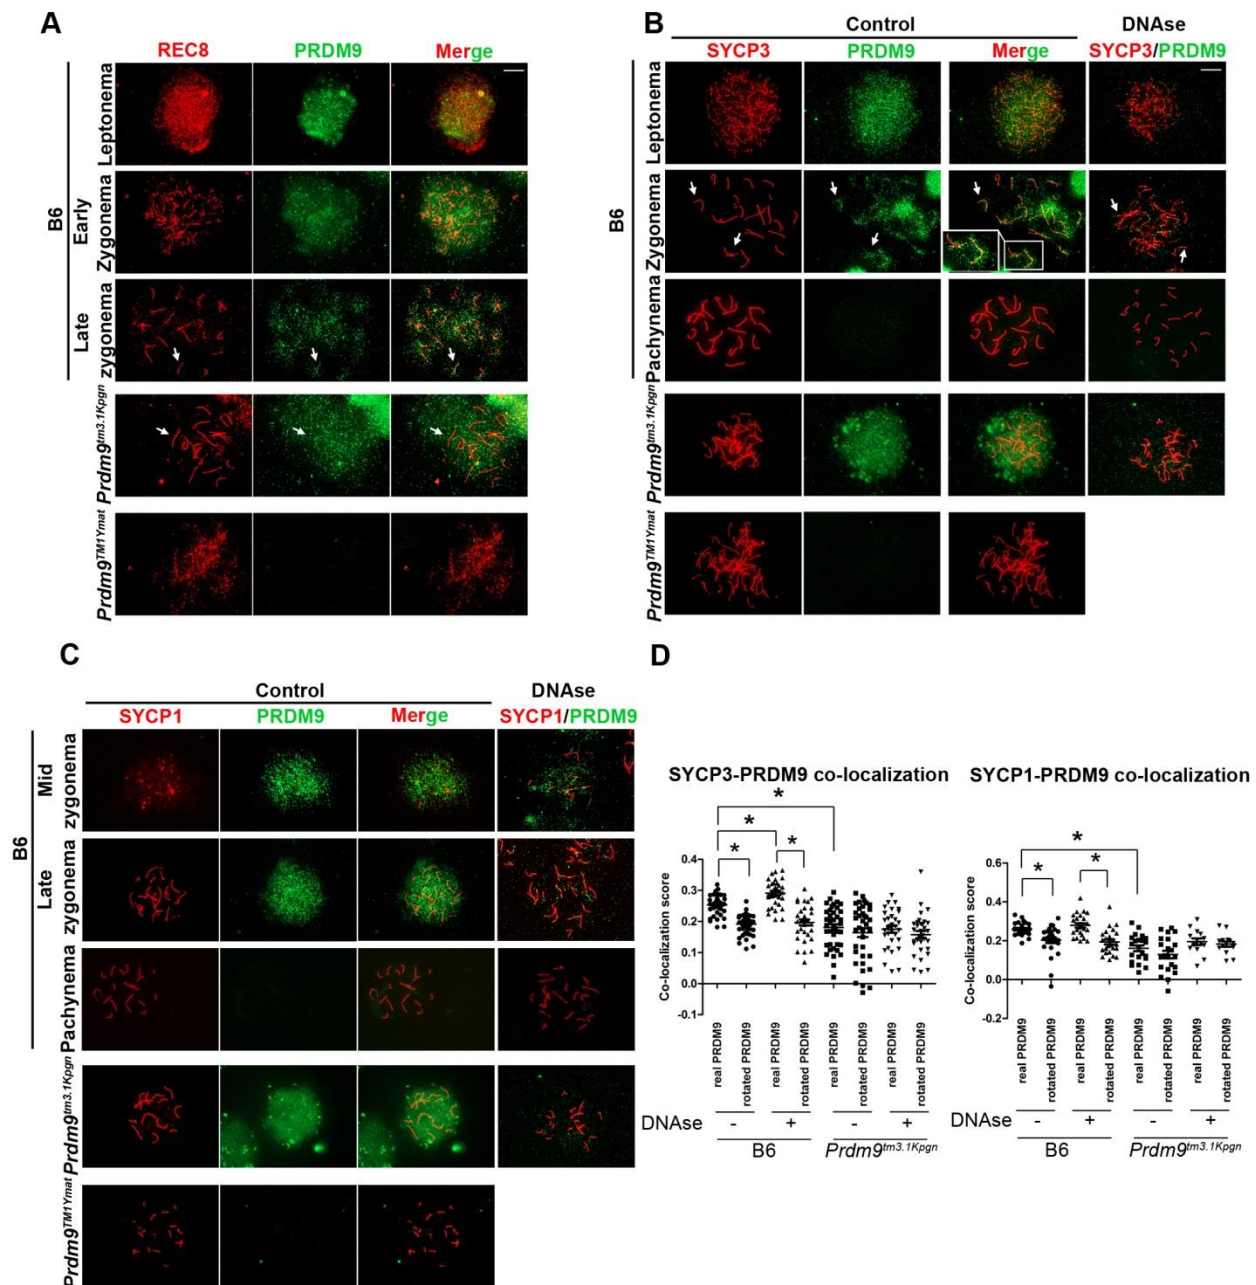 A
REC8 PRDM9 Merge
B6
Leptonema
Early
Zygonema
Late
zygonema
Prdm9tm3.1Kpgn
Prdm9TM1Ymat
B
Control DNAse
SYCP3 PRDM9 Merge SYCP3/PRDM9
B6
Leptonema
Zygonema
Pachynema
Prdm9tm3.1Kpgn
Prdm9TM1Ymat
C
Control DNAse
SYCP1 PRDM9 Merge SYCP1/PRDM9
B6
Mid
zygonema
Late
zygonema
Pachynema
Prdm9tm3.1Kpgn
Prdm9TM1Ymat
D
SYCP3-PRDM9 co-localization
* * * *
Co-localization score
0.4
0.3
0.2
0.1
0.0
-0.1
real PRDM9
rotated PRDM9
real PRDM9
rotated PRDM9
real PRDM9
rotated PRDM9
real PRDM9
rotated PRDM9
DNAse - + - +
B6 Prdm9tm3.1Kpgn
SYCP1-PRDM9 co-localization
* * *
Co-localization score
0.6
0.4
0.2
0.0
-0.2
real PRDM9
rotated PRDM9
real PRDM9
rotated PRDM9
real PRDM9
rotated PRDM9
real PRDM9
rotated PRDM9
DNAse - + - +
B6 Prdm9tm3.1Kpgn